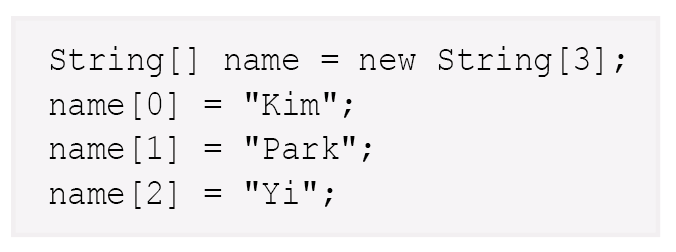 String[] name = new String[3];
name[0] = "Kim";
name[1] = "Park";
name[2] = "Yi";